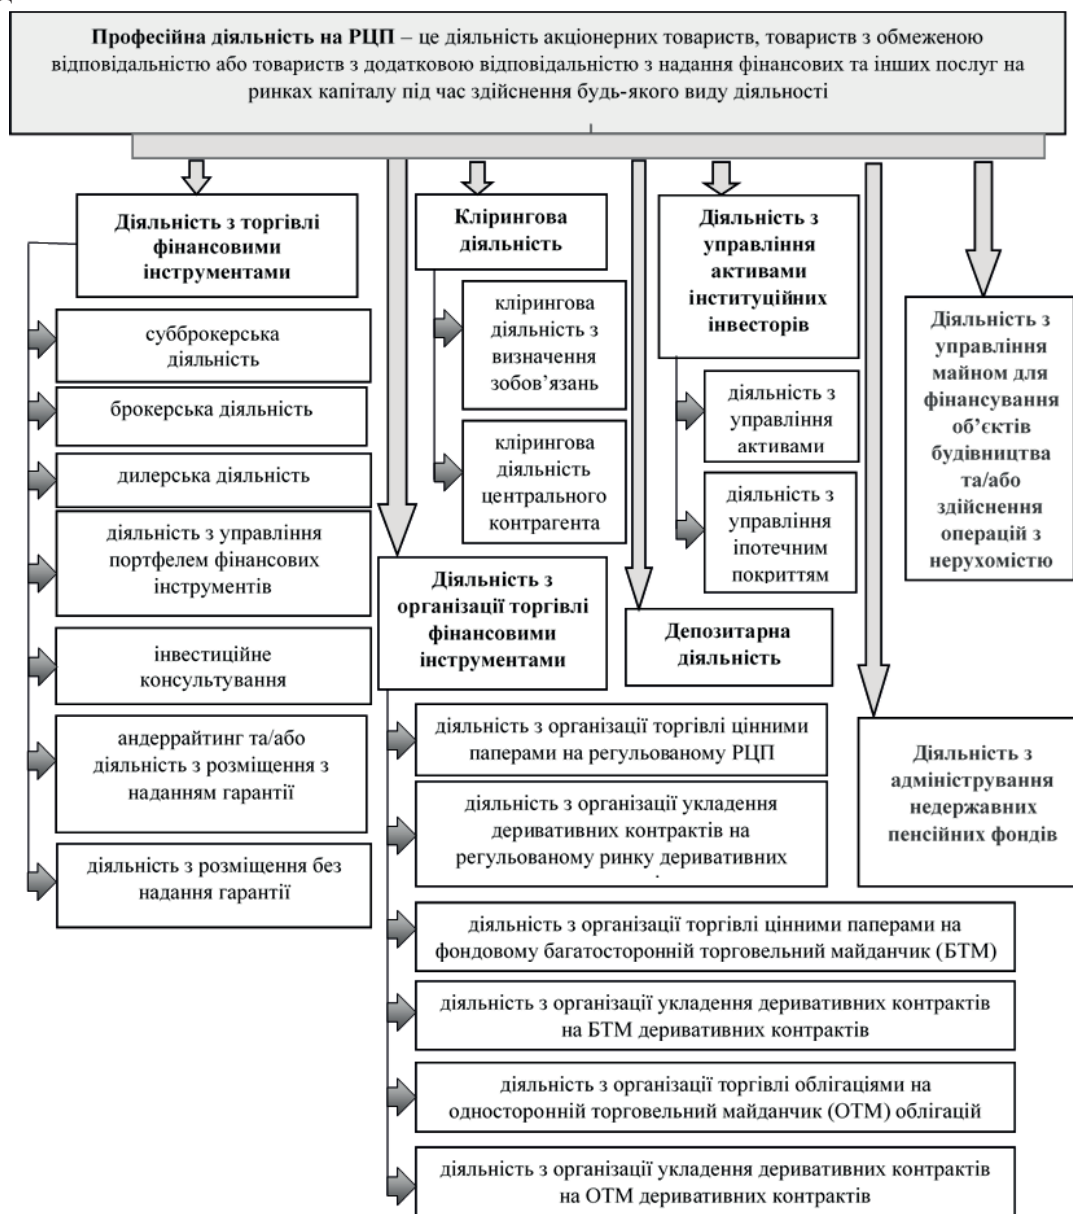 Професійна діяльність на РЦП – це діяльність акціонерних товариств, товариств з обмеженою
відповідальністю або товариств з додатковою відповідальністю з надання фінансових та інших послуг на
ринках капіталу під час здійснення будь-якого виду діяльності
Діяльність з торгівлі
фінансовими
інструментами
субброкерська
діяльність
брокерська діяльність
дилерська діяльність
діяльність з управління
портфелем фінансових
інструментів
інвестиційне
консультування
андеррайтинг та/або
діяльність з розміщення з
наданням гарантії
діяльність з розміщення без
надання гарантії
Клірингова
діяльність
клірингова
діяльність з
визначення
зобов’язань
клірингова
діяльність
центрального
контрагента
Діяльність з
організації торгівлі
фінансовими
інструментами
діяльність з організації торгівлі цінними
паперами на регульованому РЦП
діяльність з організації укладення
деривативних контрактів на
регульованому ринку деривативних
діяльність з організації торгівлі цінними паперами на
фондовому багатосторонній торговельний майданчик (БТМ)
діяльність з організації укладення деривативних контрактів
на БТМ деривативних контрактів
діяльність з організації торгівлі облігаціями на
односторонній торговельний майданчик (ОТМ) облігацій
діяльність з організації укладення деривативних контрактів
на ОТМ деривативних контрактів
Діяльність з
управління
активами
інституційних
інвесторів
діяльність з
управління
активами
діяльність з
управління
іпотечним
покриттям
Депозитарна
діяльність
Діяльність з
управління
майном для
фінансування
об’єктів
будівництва
та/або
здійснення
операцій з
нерухомістю
Діяльність з
адміністрування
недержавних
пенсійних фондів